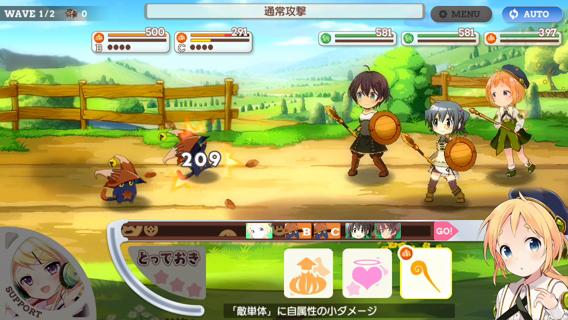 WAVE 1/2 0
通常攻撃
MENU
AUTO
500
B
291
C
581
581
397
209
B C GO!
とっておき
SUPPORT
「敵単体」に自属性の小ダメージ